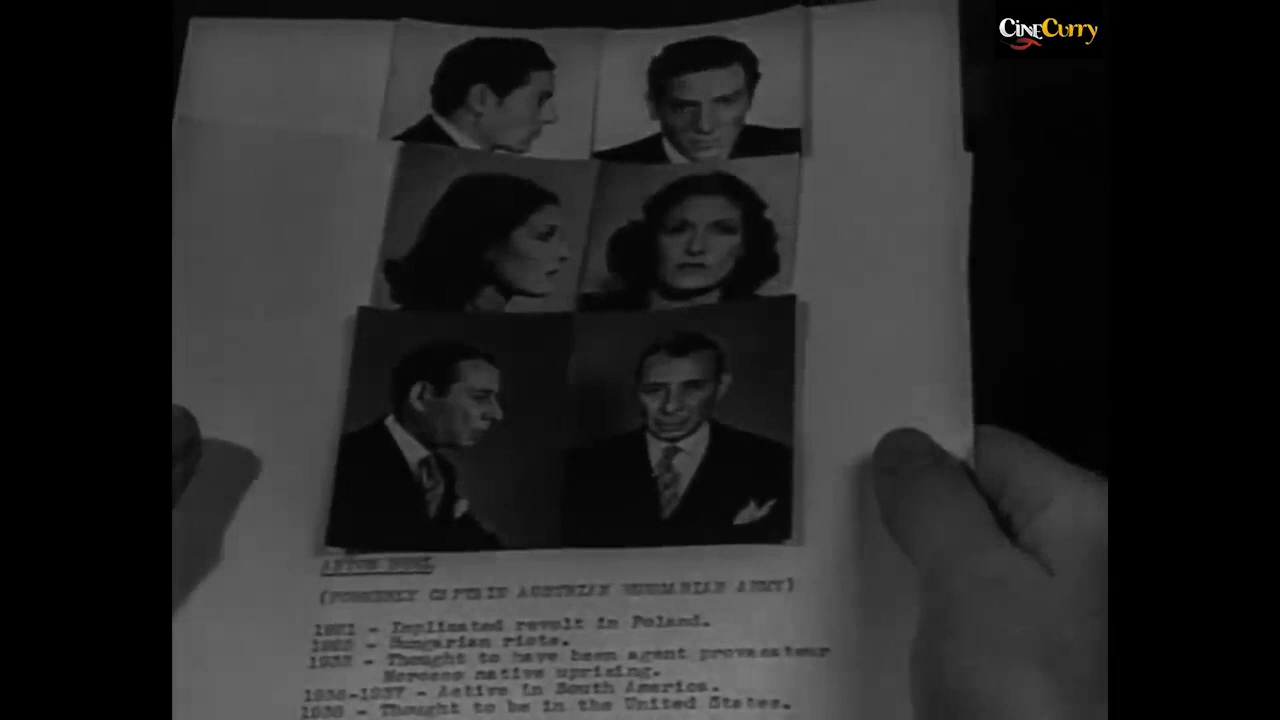 CINECURRY
(FORMERLY CAPTAIN AUSTRIAN HUNGARIAN ARMY)
- Implicated revolt in Poland.
- Hungarian riots.
- Thought to have been agent provacateur
Morocco native uprising.
- Active in South America.
- Thought to be in the United States.